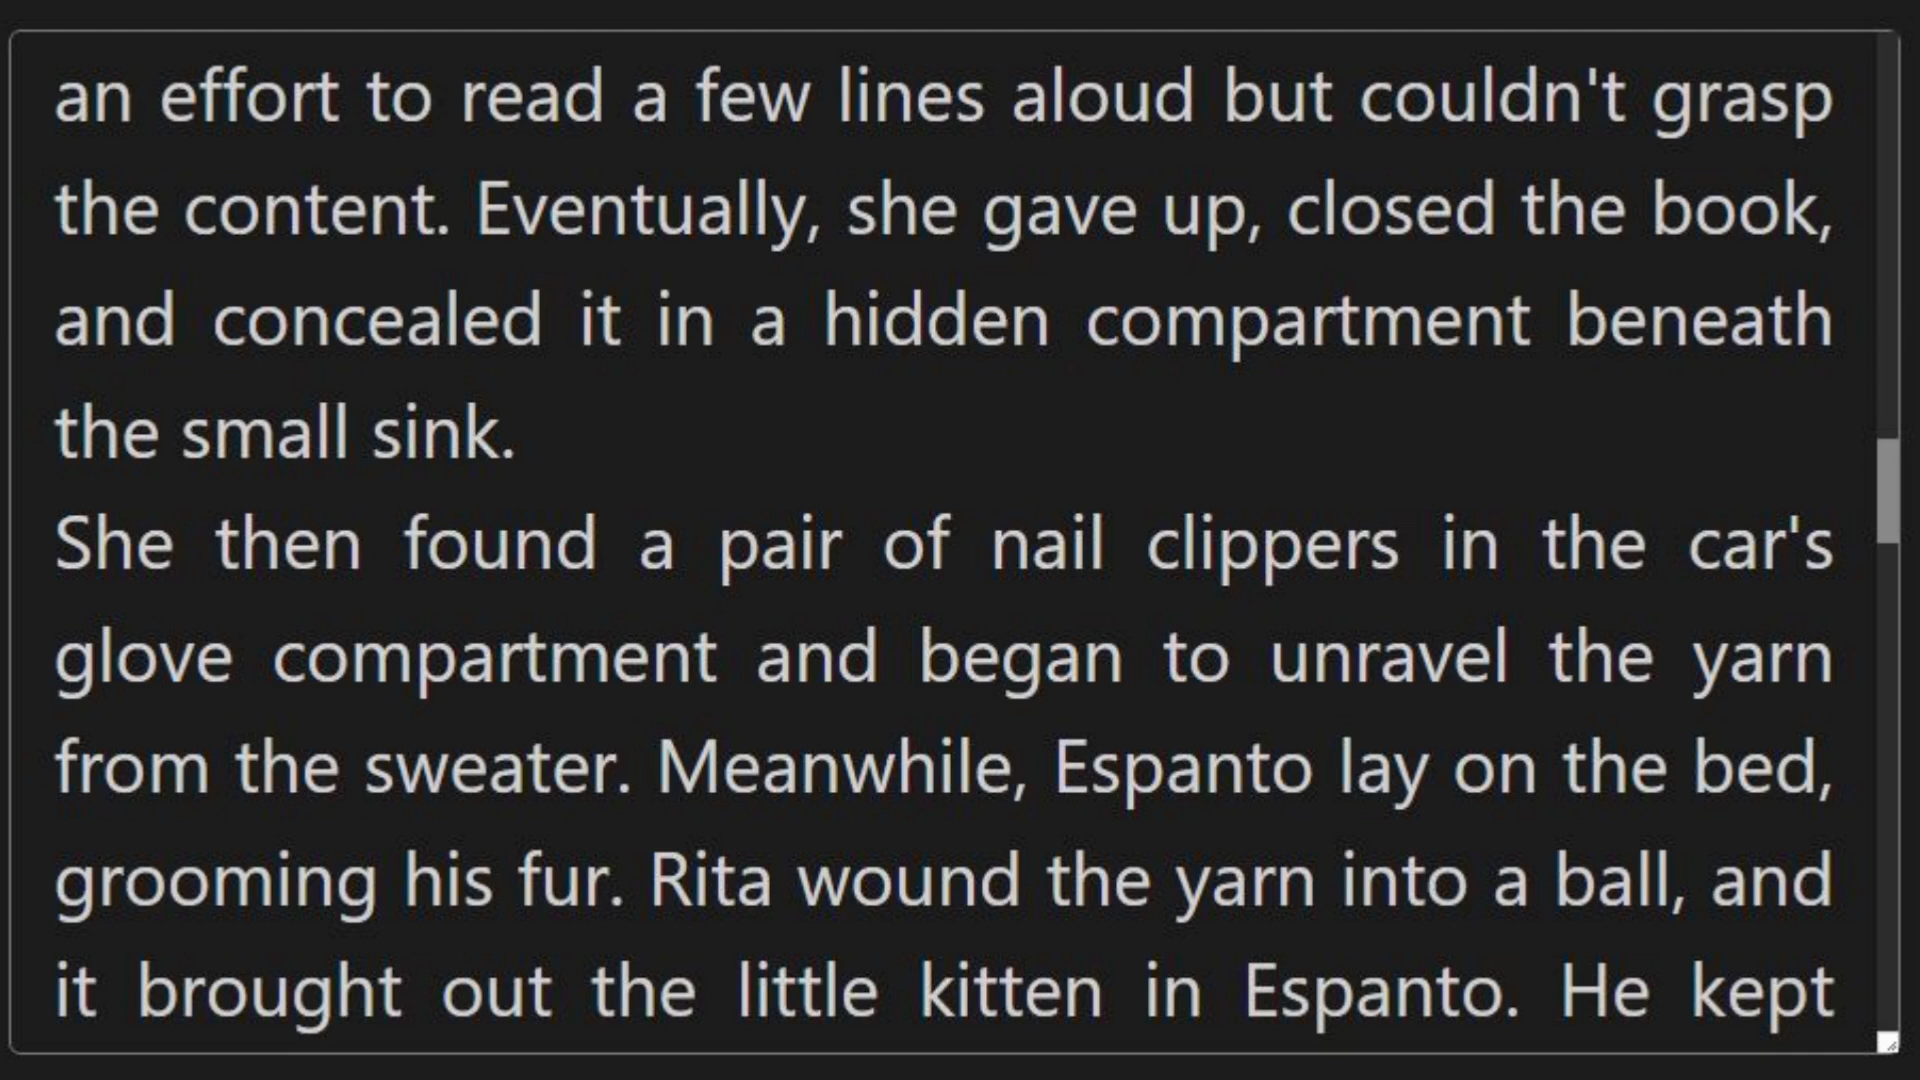 an effort to read a few lines aloud but couldn't grasp
the content. Eventually, she gave up, closed the book,
and concealed it in a hidden compartment beneath
the small sink.
She then found a pair of nail clippers in the car's
glove compartment and began to unravel the yarn
from the sweater. Meanwhile, Espanto lay on the bed,
grooming his fur. Rita wound the yarn into a ball, and
it brought out the little kitten in Espanto. He kept